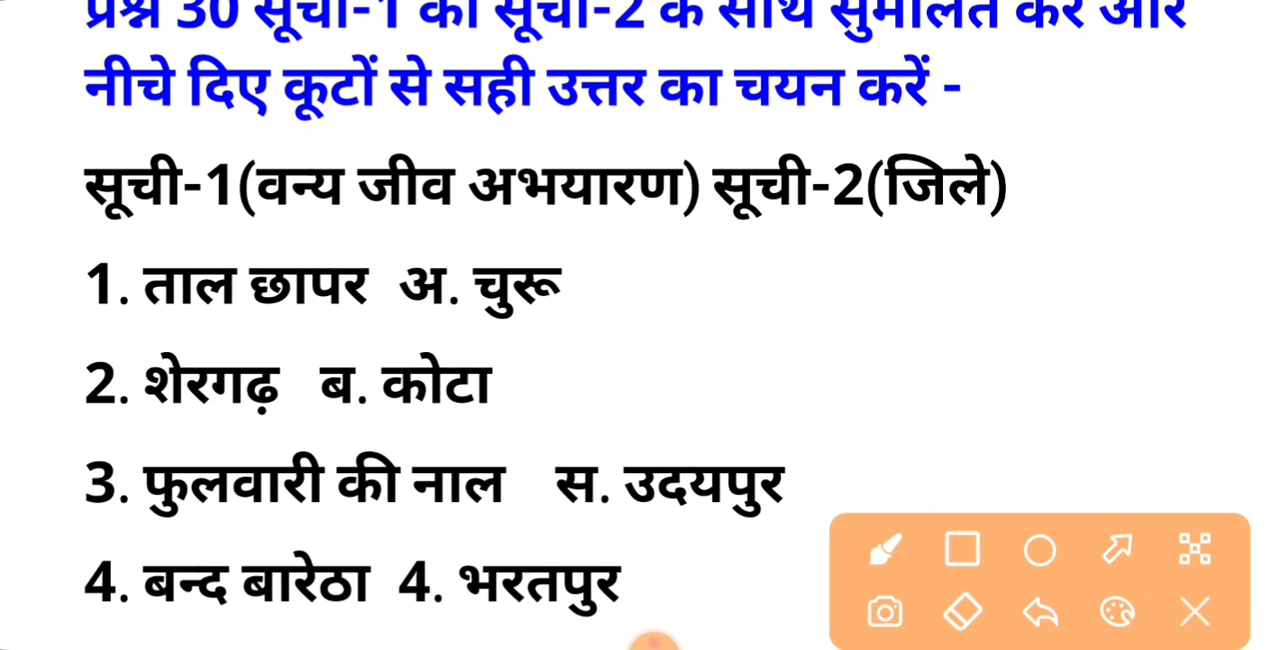 प्रश्न 30 सूची-1 को सूची-2 के साथ सुमेलित करें और
नीचे दिए कूटों से सही उत्तर का चयन करें -
सूची-1(वन्य जीव अभयारण) सूची-2(जिले)
1. ताल छापर अ. चुरू
2. शेरगढ़ ब. कोटा
3. फुलवारी की नाल स. उदयपुर
4. बन्द बारेठा 4. भरतपुर